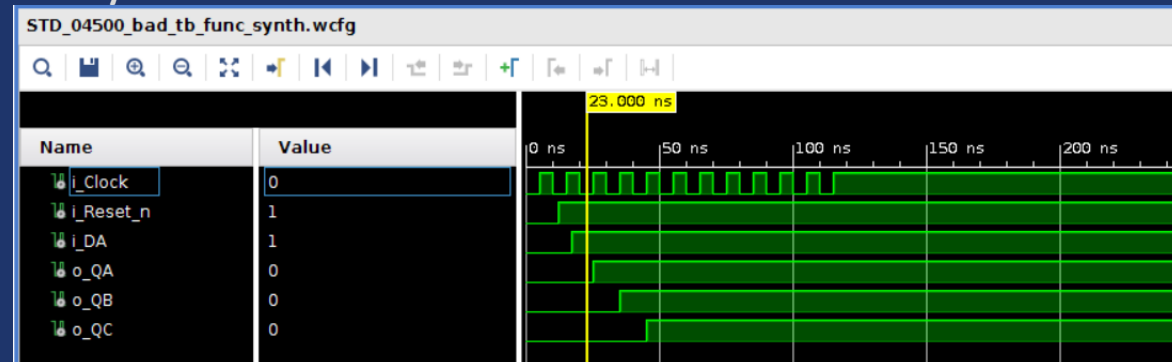 STD_04500_bad_tb_func_synth.wcfg
23.000 ns
Name Value 0 ns 50 ns 100 ns 150 ns 200 ns
i_Clock 0
i_Reset_n 1
i_DA 1
o_QA 0
o_QB 0
o_QC 0